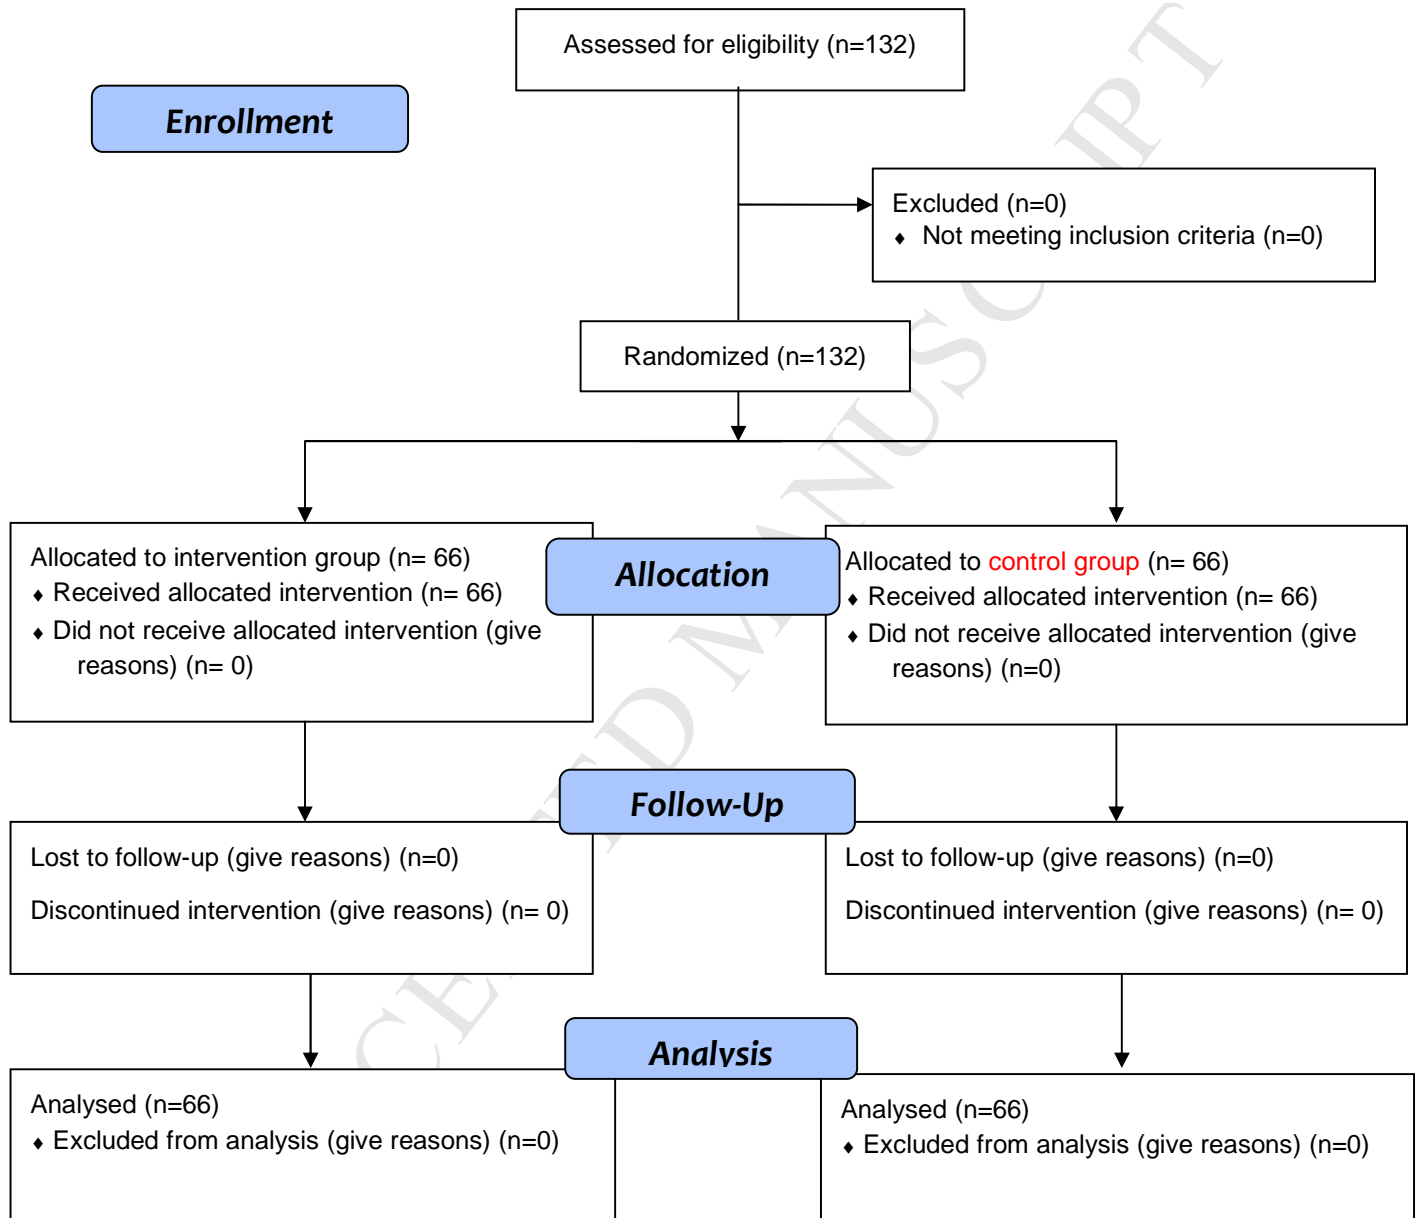 Assessed for eligibility (n=132)
Enrollment
Excluded (n=0)
♦ Not meeting inclusion criteria (n=0)
Randomized (n=132)
Allocated to intervention group (n= 66)
♦ Received allocated intervention (n= 66)
♦ Did not receive allocated intervention (give
reasons) (n= 0)
Allocation
Allocated to control group (n= 66)
♦ Received allocated intervention (n= 66)
♦ Did not receive allocated intervention (give
reasons) (n=0)
Follow-Up
Lost to follow-up (give reasons) (n=0)
Discontinued intervention (give reasons) (n= 0)
Lost to follow-up (give reasons) (n=0)
Discontinued intervention (give reasons) (n= 0)
Analysis
Analysed (n=66)
♦ Excluded from analysis (give reasons) (n=0)
Analysed (n=66)
♦ Excluded from analysis (give reasons) (n=0)
MANUSCRIPT